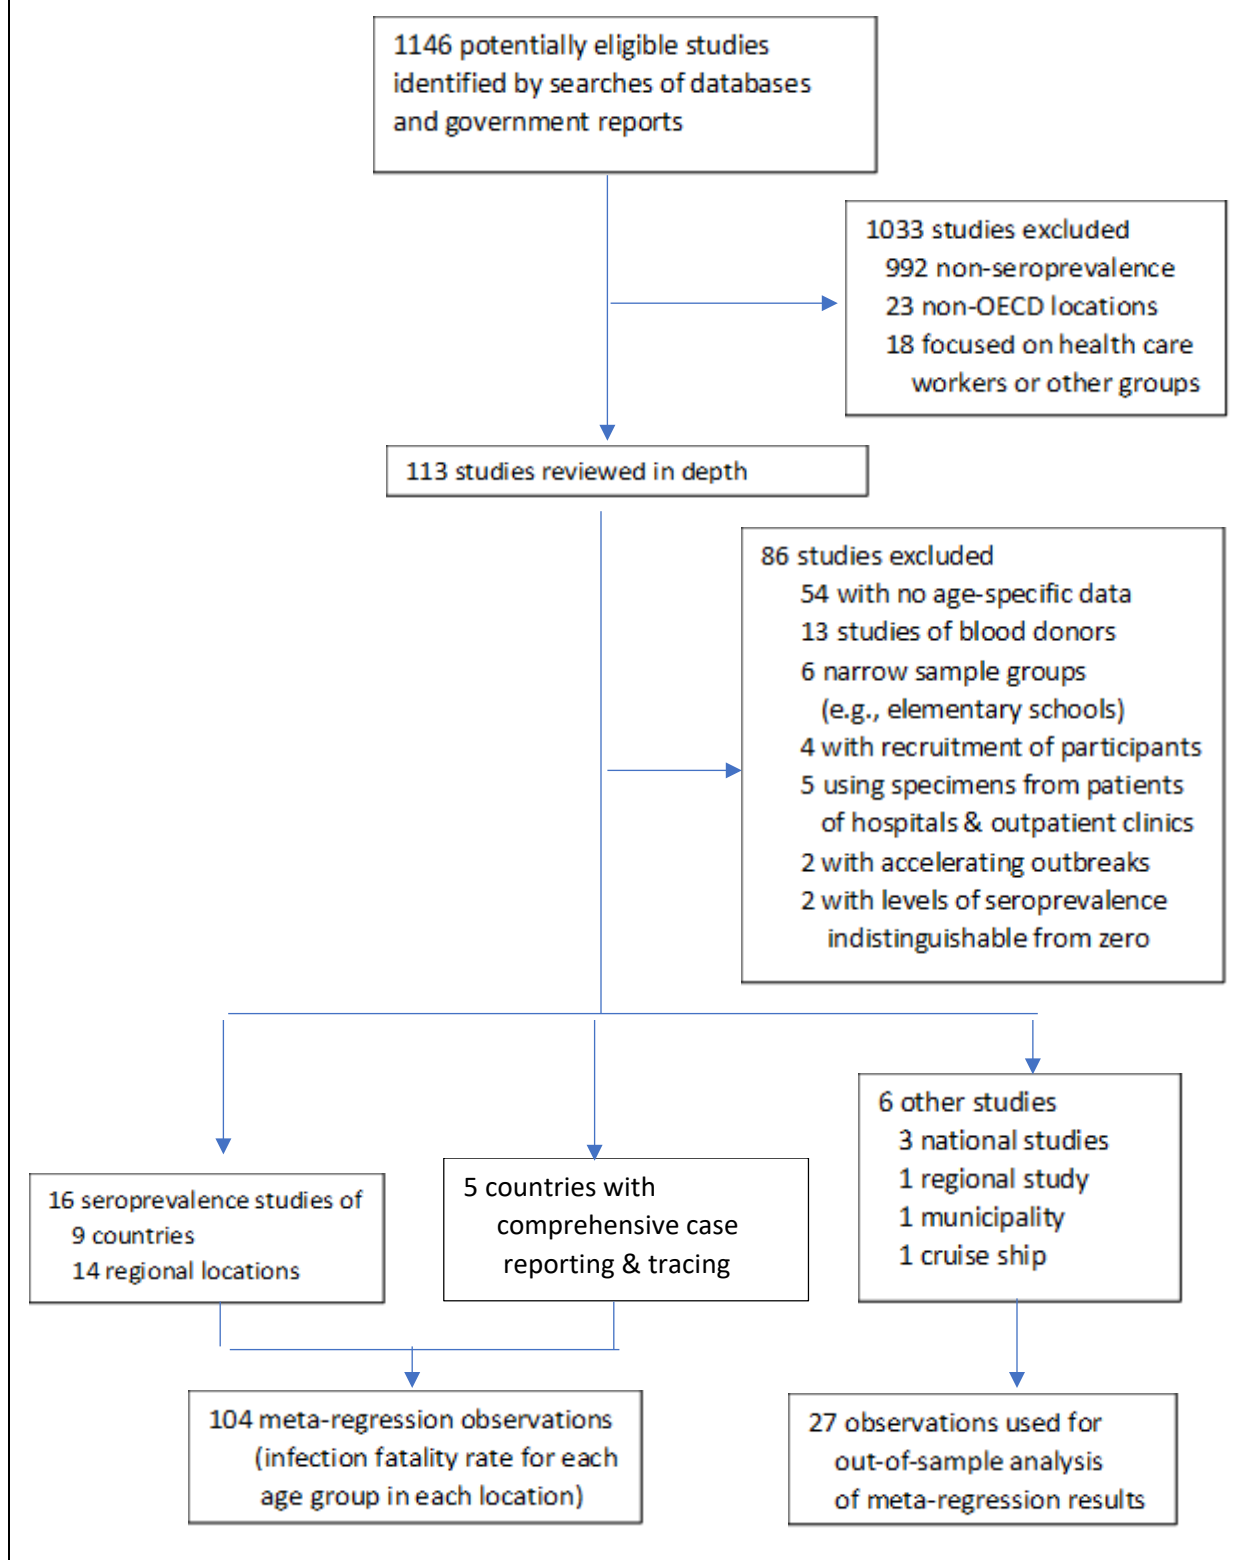 1146 potentially eligible studies
identified by searches of databases
and government reports
1033 studies excluded
992 non-seroprevalence
23 non-OECD locations
18 focused on health care
workers or other groups
113 studies reviewed in depth
86 studies excluded
54 with no age-specific data
13 studies of blood donors
6 narrow sample groups
(e.g., elementary schools)
4 with recruitment of participants
5 using specimens from patients
of hospitals & outpatient clinics
2 with accelerating outbreaks
2 with levels of seroprevalence
indistinguishable from zero
16 seroprevalence studies of
9 countries
14 regional locations
5 countries with
comprehensive case
reporting & tracing
6 other studies
3 national studies
1 regional study
1 municipality
1 cruise ship
104 meta-regression observations
(infection fatality rate for each
age group in each location)
27 observations used for
out-of-sample analysis
of meta-regression results